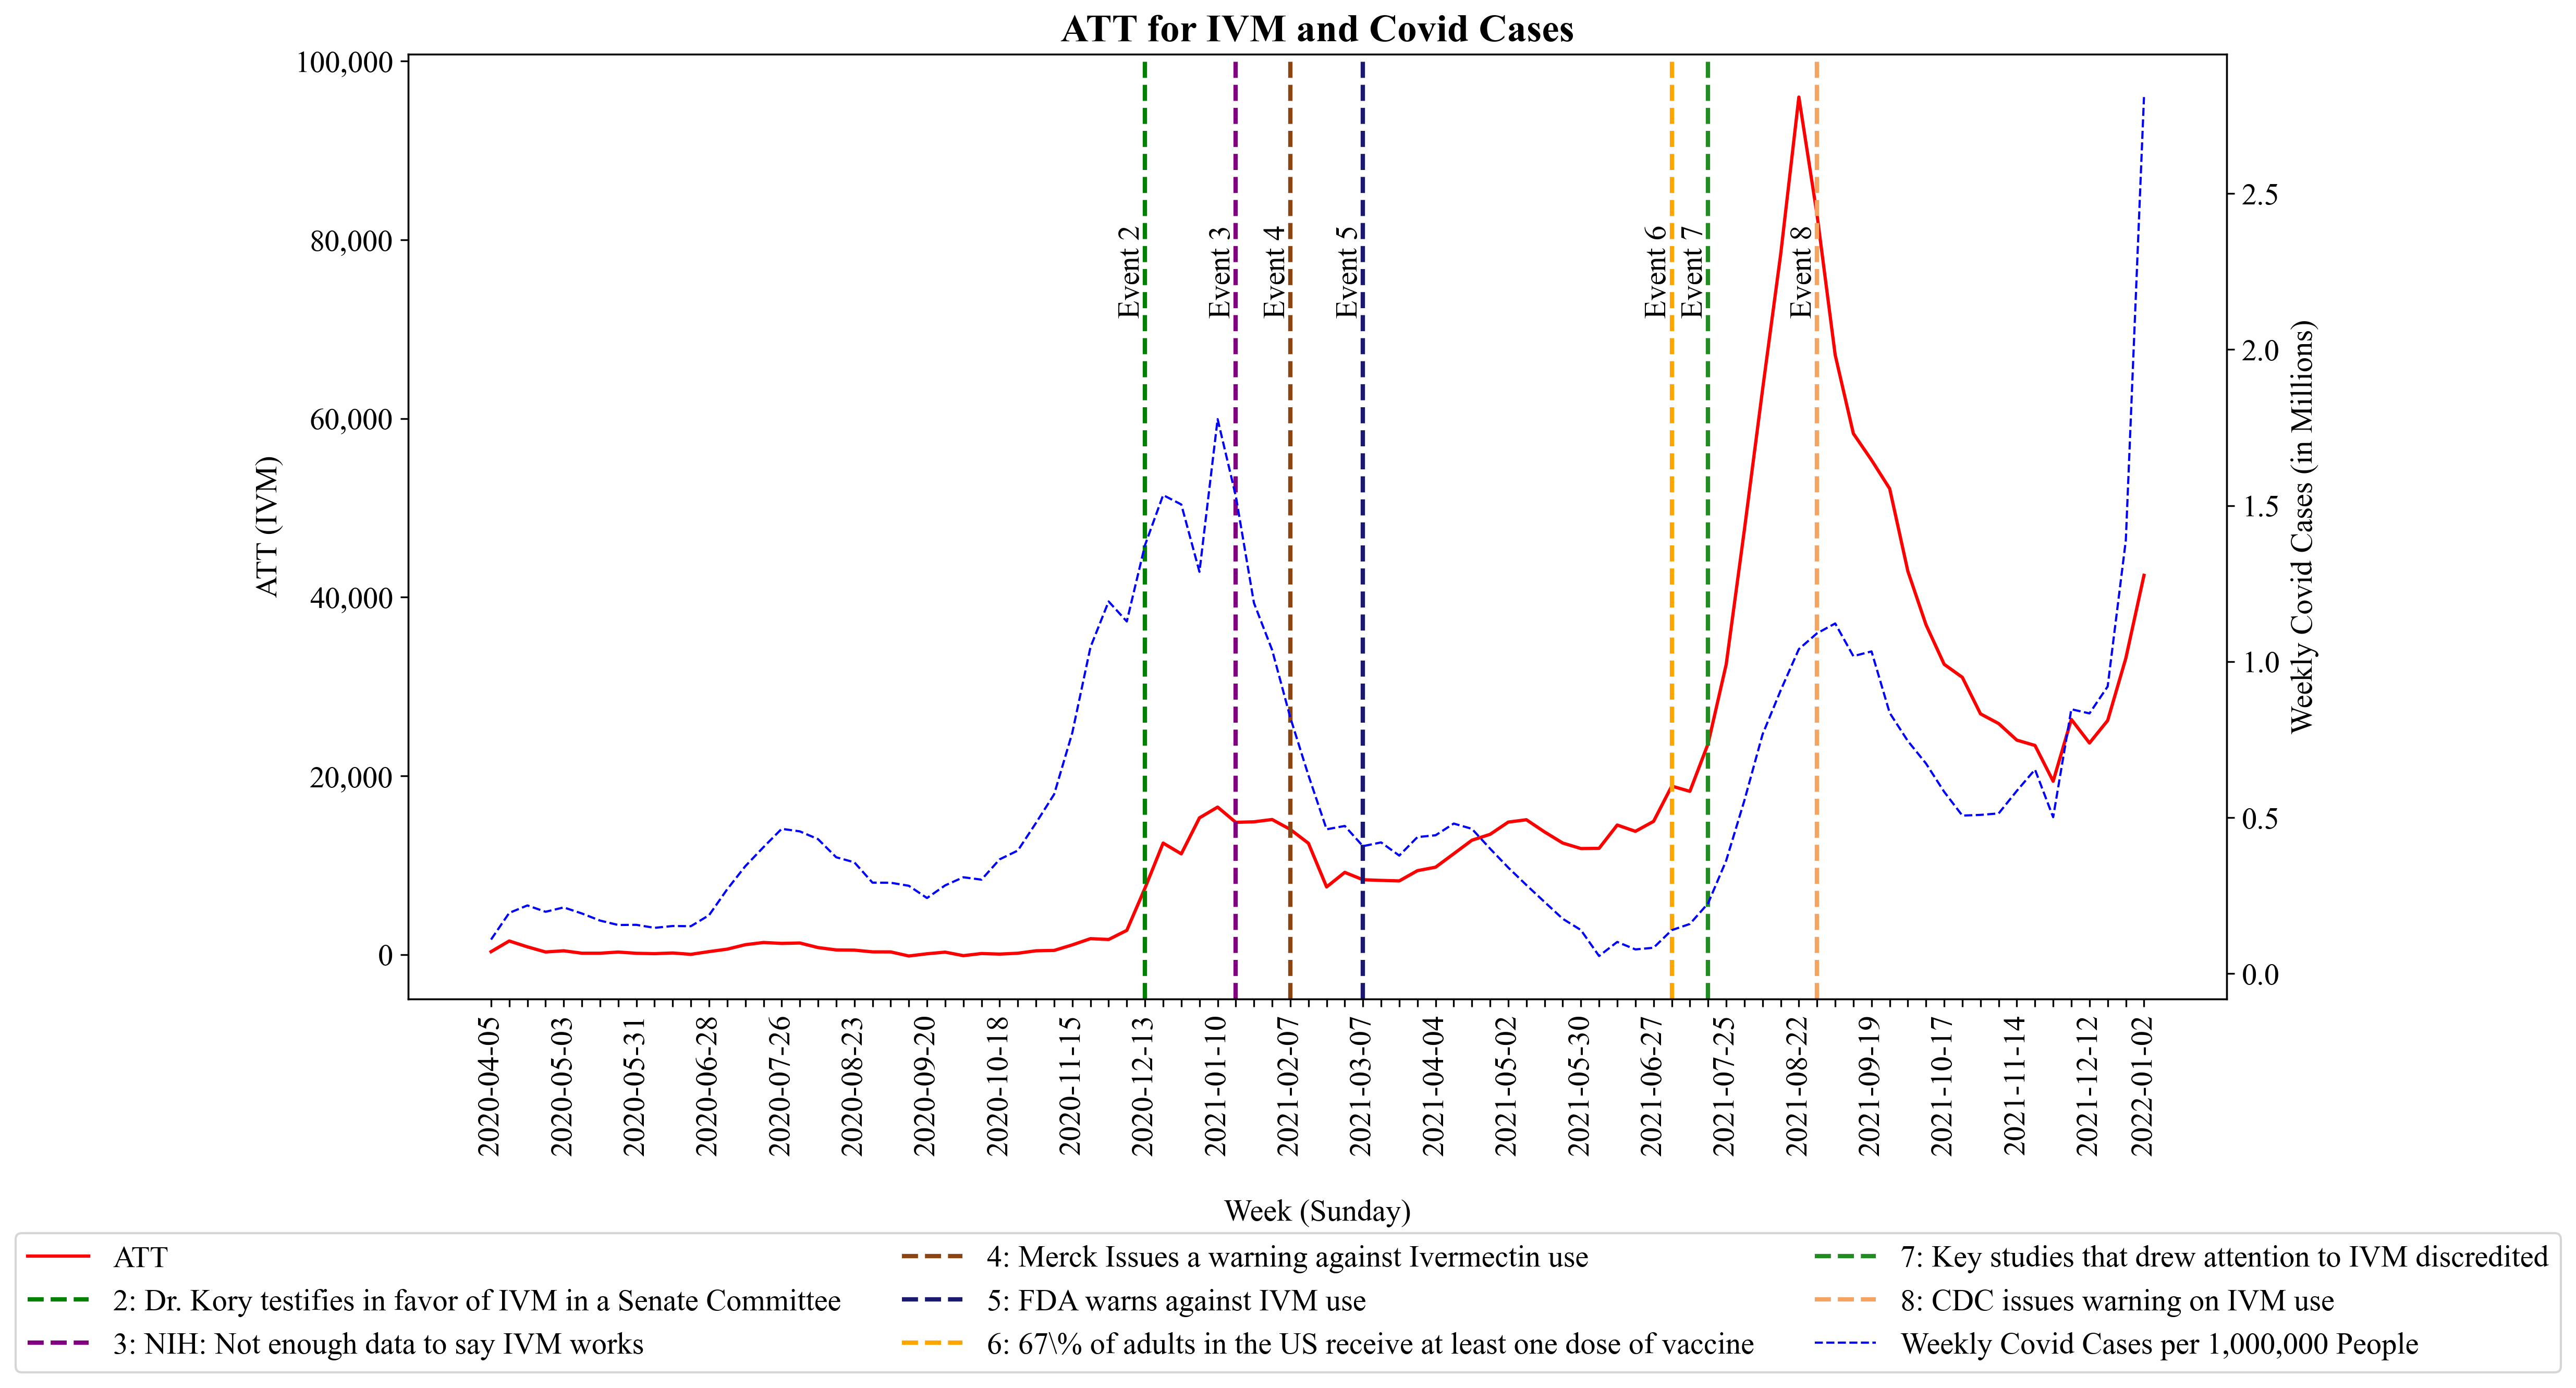 ATT for IVM and Covid Cases
100,000
80,000
60,000
40,000
20,000
0
ATT (IVM)
Event 2
Event 3
Event 4
Event 5
Event 6
Event 7
Event 8
2.5
2.0
1.5
1.0
0.5
0.0
Weekly Covid Cases (in Millions)
2020-04-05
2020-05-03
2020-05-31
2020-06-28
2020-07-26
2020-08-23
2020-09-20
2020-10-18
2020-11-15
2020-12-13
2021-01-10
2021-02-07
2021-03-07
2021-04-04
2021-05-02
2021-05-30
2021-06-27
2021-07-25
2021-08-22
2021-09-19
2021-10-17
2021-11-14
2021-12-12
2022-01-02
Week (Sunday)
ATT
2: Dr. Kory testifies in favor of IVM in a Senate Committee
3: NIH: Not enough data to say IVM works
4: Merck Issues a warning against Ivermectin use
5: FDA warns against IVM use
6: 67\% of adults in the US receive at least one dose of vaccine
7: Key studies that drew attention to IVM discredited
8: CDC issues warning on IVM use
Weekly Covid Cases per 1,000,000 People